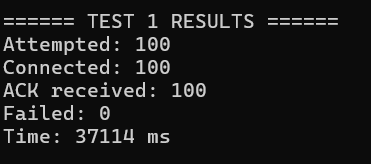 ====== TEST 1 RESULTS ======
Attempted: 100
Connected: 100
ACK received: 100
Failed: 0
Time: 37114 ms